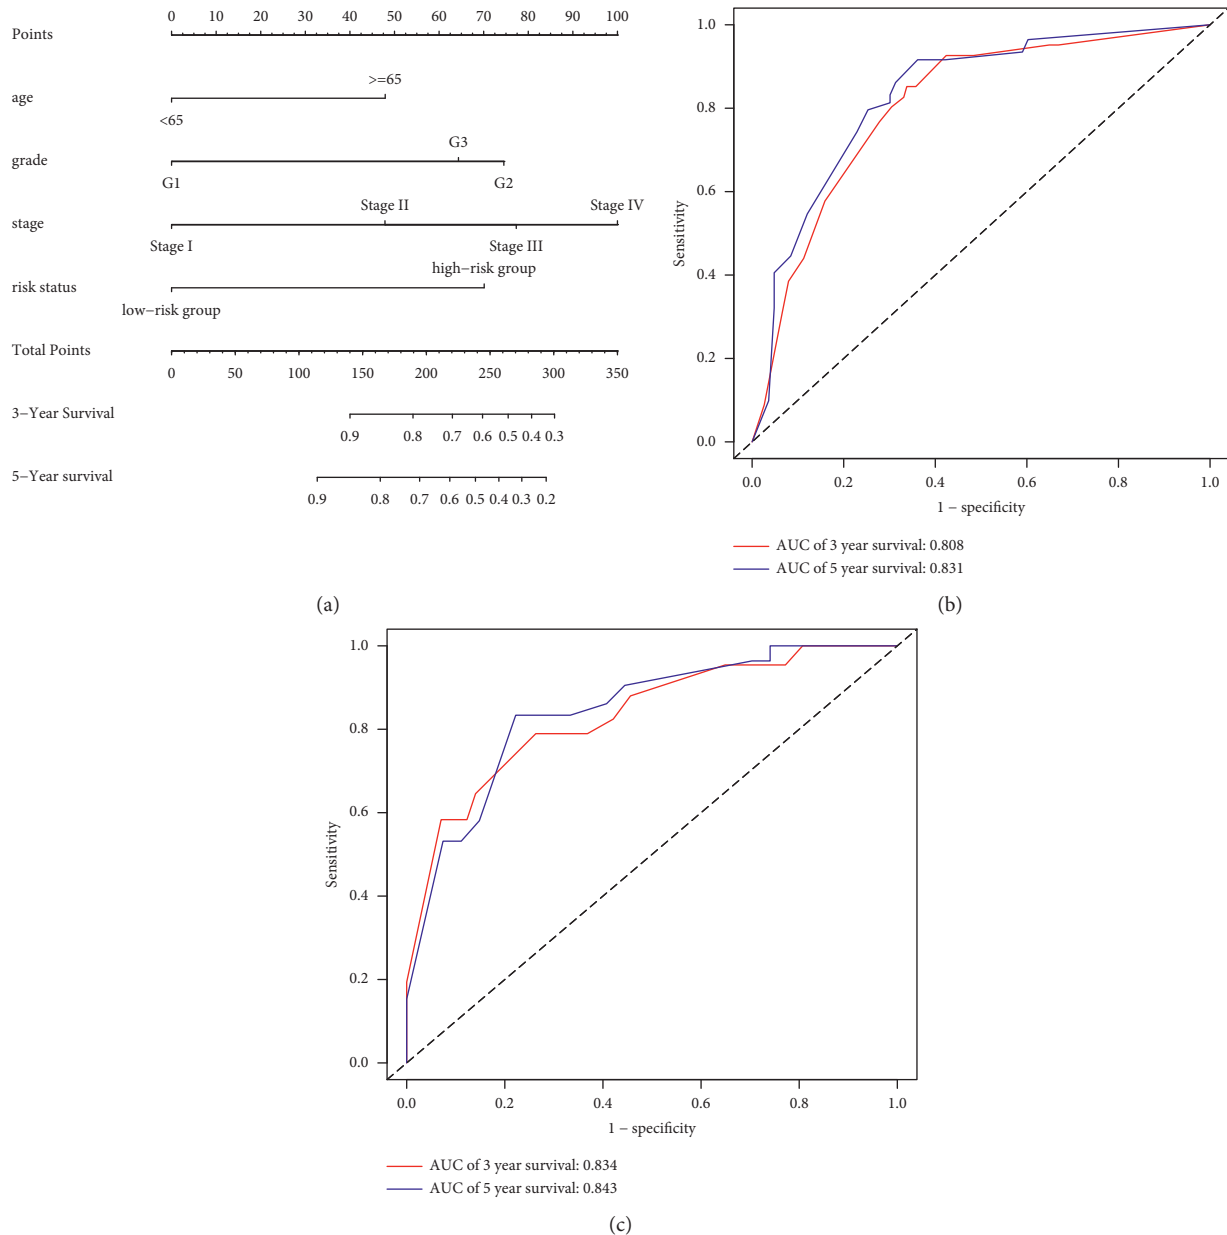 Points
0 10 20 30 40 50 60 70 80 90 100
age
>=65
<65
grade
G3
G1 G2
stage
Stage II Stage IV
Stage I Stage III
risk status
high−risk group
low−risk group
Total Points
0 50 100 150 200 250 300 350
3−Year Survival
0.9 0.8 0.7 0.6 0.5 0.4 0.3
5−Year survival
0.9 0.8 0.7 0.6 0.5 0.4 0.3 0.2
(a)
Sensitivity
1.0
0.8
0.6
0.4
0.2
0.0
0.0 0.2 0.4 0.6 0.8 1.0
1 − specificity
AUC of 3 year survival: 0.808
AUC of 5 year survival: 0.831
(b)
Sensitivity
1.0
0.8
0.6
0.4
0.2
0.0
0.0 0.2 0.4 0.6 0.8 1.0
1 − specificity
AUC of 3 year survival: 0.834
AUC of 5 year survival: 0.843
(c)